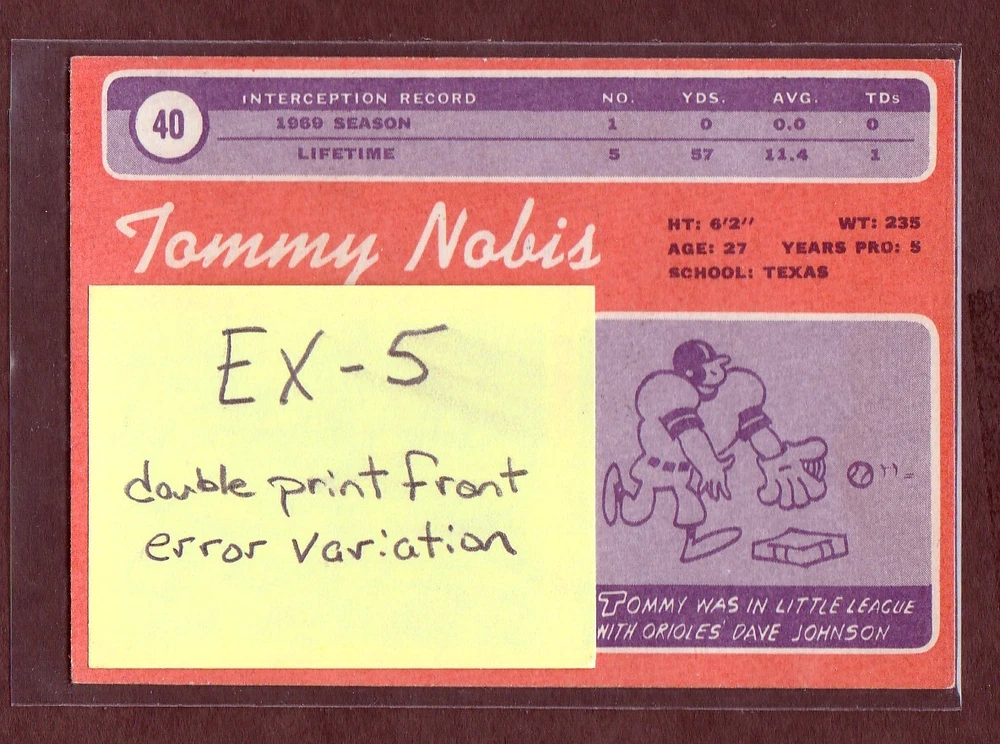 40
INTERCEPTION RECORD NO. YDS. AVG. TDs
1969 SEASON 1 0 0.0 0
LIFETIME 5 57 11.4 1
Tommy Nobis
HT: 6'2" WT: 235
AGE: 27 YEARS PRO: 5
SCHOOL: TEXAS
EX-5
double print front
error variation
TOMMY WAS IN LITTLE LEAGUE
WITH ORIOLES' DAVE JOHNSON